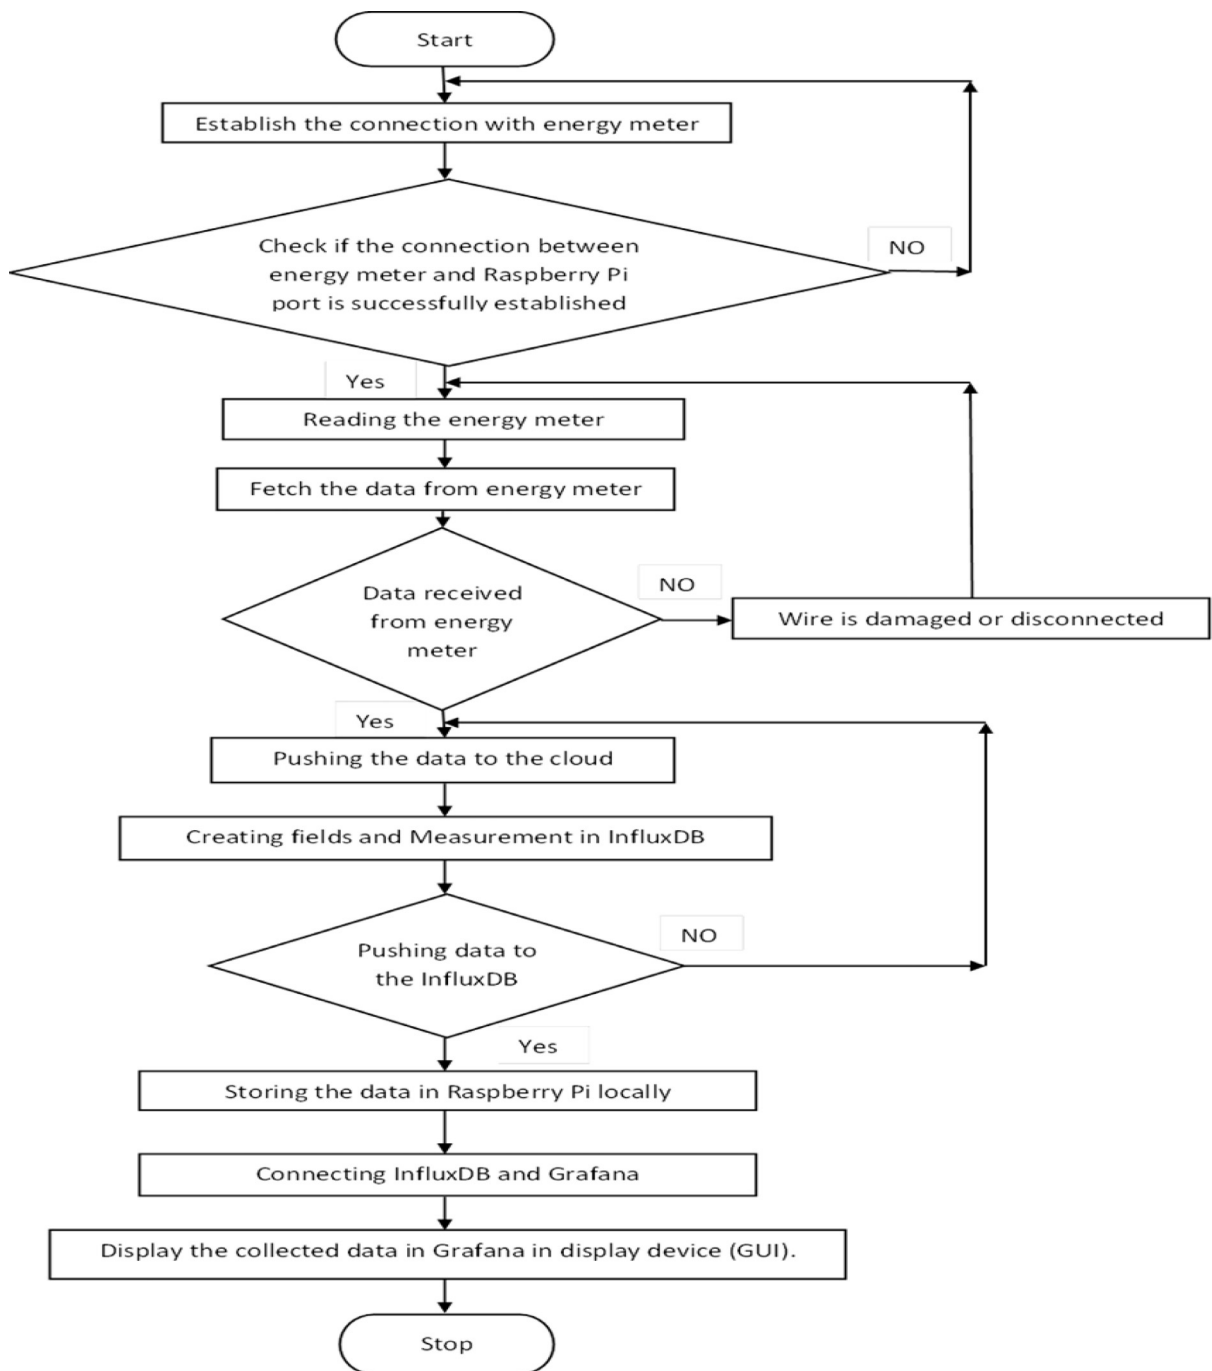 Start
Establish the connection with energy meter
Check if the connection between
energy meter and Raspberry Pi
port is successfully established
NO
Yes
Reading the energy meter
Fetch the data from energy meter
Data received
from energy
meter
NO
Wire is damaged or disconnected
Yes
Pushing the data to the cloud
Creating fields and Measurement in InfluxDB
Pushing data to
the InfluxDB
NO
Yes
Storing the data in Raspberry Pi locally
Connecting InfluxDB and Grafana
Display the collected data in Grafana in display device (GUI).
Stop